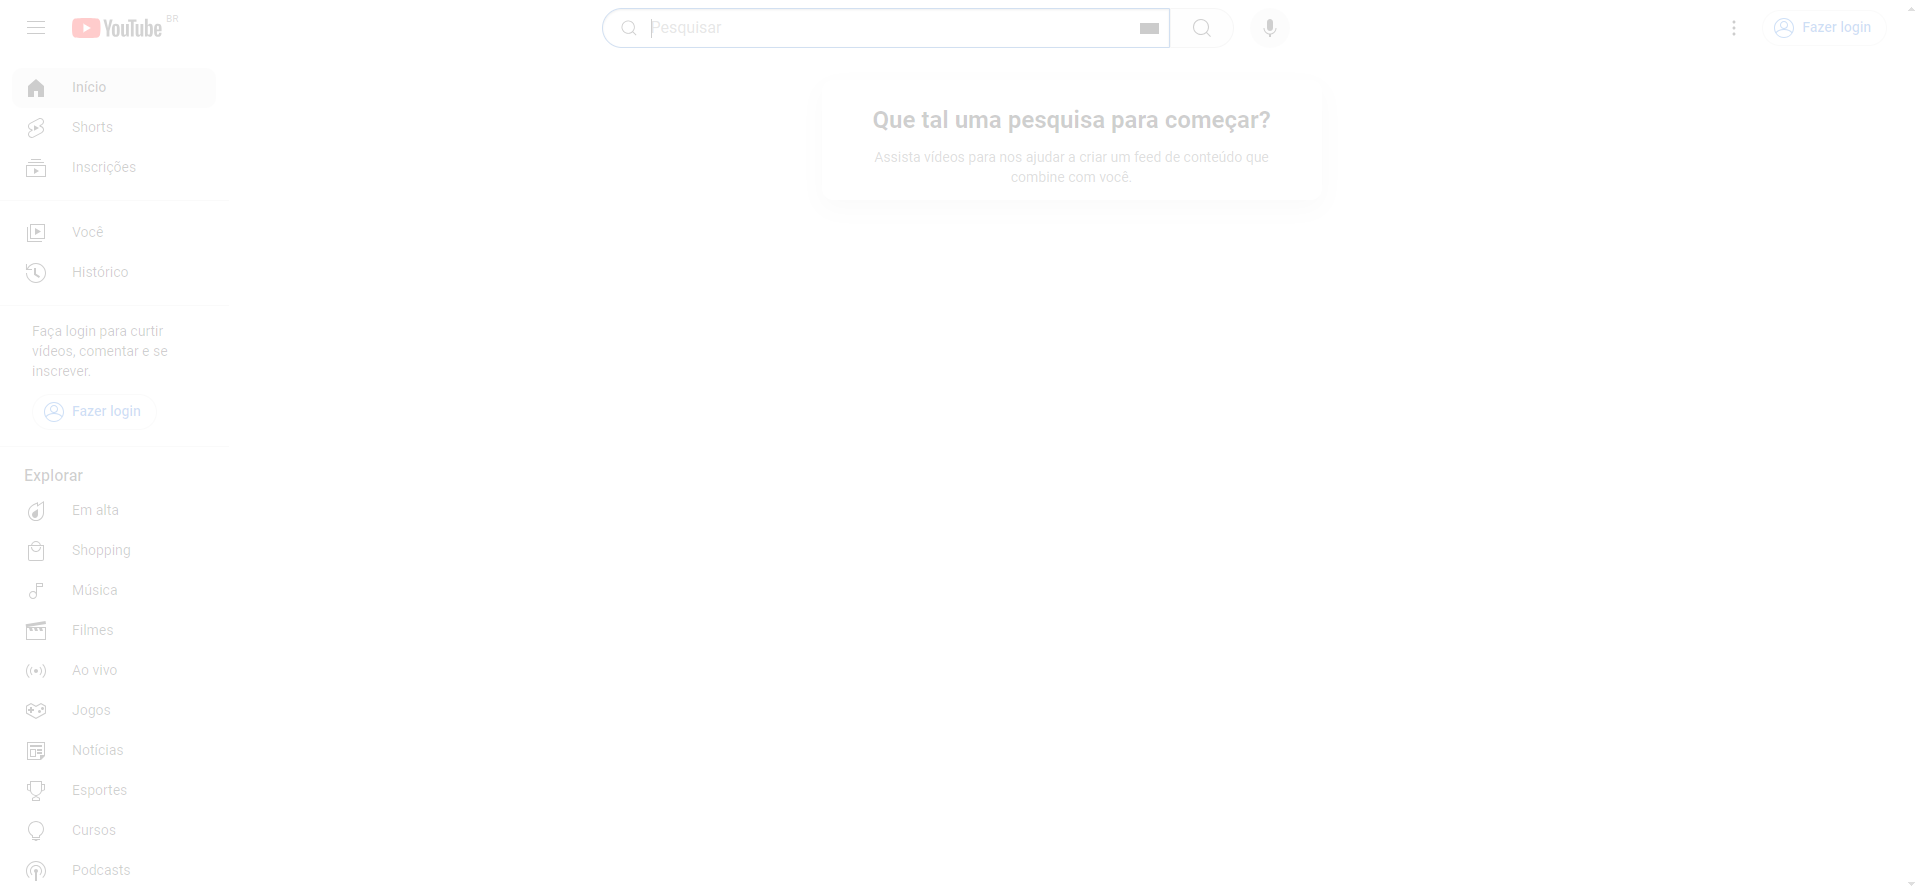 YouTube BR
Pesquisar
Fazer login
Início
Shorts
Inscrições
Você
Histórico
Faça login para curtir
vídeos, comentar e se
inscrever.
Fazer login
Explorar
Em alta
Shopping
Música
Filmes
Ao vivo
Jogos
Notícias
Esportes
Cursos
Podcasts
Que tal uma pesquisa para começar?
Assista vídeos para nos ajudar a criar um feed de conteúdo que
combine com você.